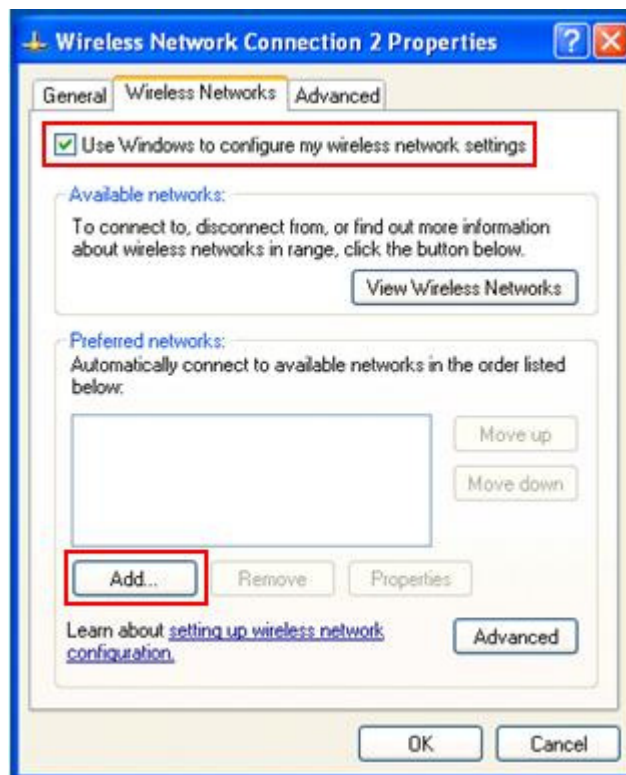 Wireless Network Connection 2 Properties
General Wireless Networks Advanced
Use Windows to configure my wireless network settings
Available networks:
To connect to, disconnect from, or find out more information
about wireless networks in range, click the button below.
View Wireless Networks
Preferred networks:
Automatically connect to available networks in the order listed
below:
Move up
Move down
Add... Remove Properties
Learn about setting up wireless network
configuration.
Advanced
OK Cancel